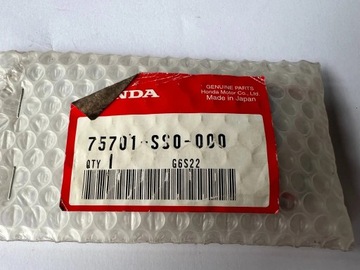 HONDA
GENUINE PARTS
Honda Motor Co., Ltd.
Made in Japan
75701-SS0-000
QTY 1 G6S22